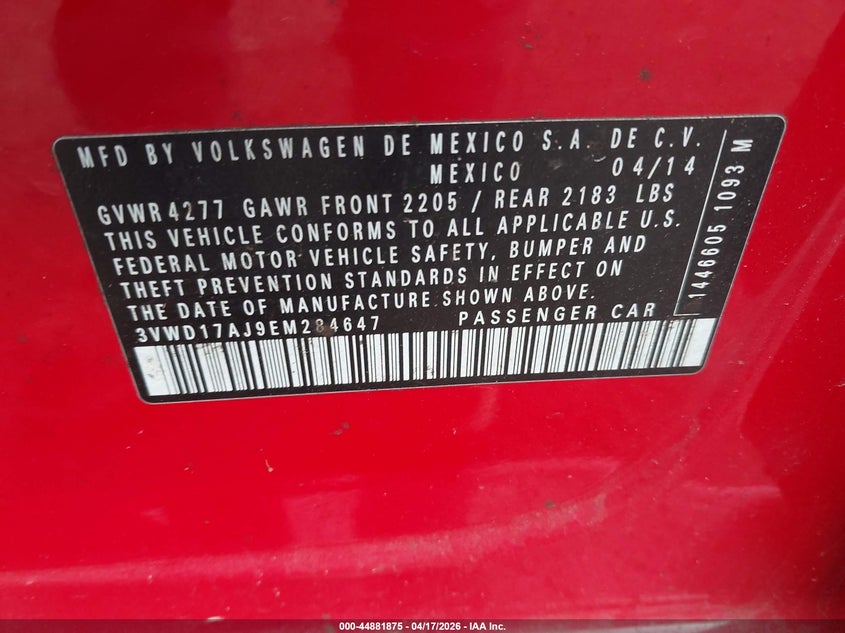 MFD BY VOLKSWAGEN DE MEXICO S.A. DE C.V.
MEXICO 04/14
GVWR 4277 GAWR FRONT 2205 / REAR 2183 LBS
THIS VEHICLE CONFORMS TO ALL APPLICABLE U.S.
FEDERAL MOTOR VEHICLE SAFETY, BUMPER AND
THEFT PREVENTION STANDARDS IN EFFECT ON
THE DATE OF MANUFACTURE SHOWN ABOVE.
3VWD17AJ9EM284647 PASSENGER CAR
1446605 1093 M
000-44881875 - 04/17/2026 - IAA Inc.